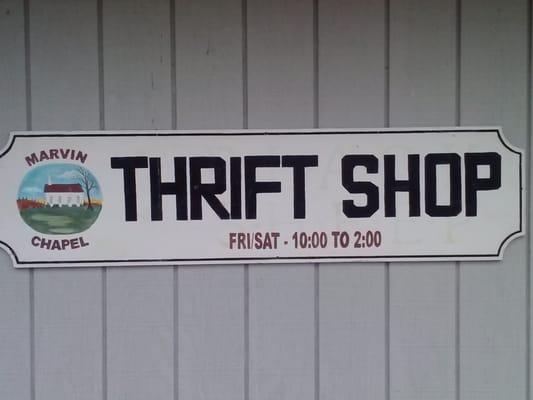 MARVIN
CHAPEL
THRIFT SHOP
FRI/SAT - 10:00 TO 2:00